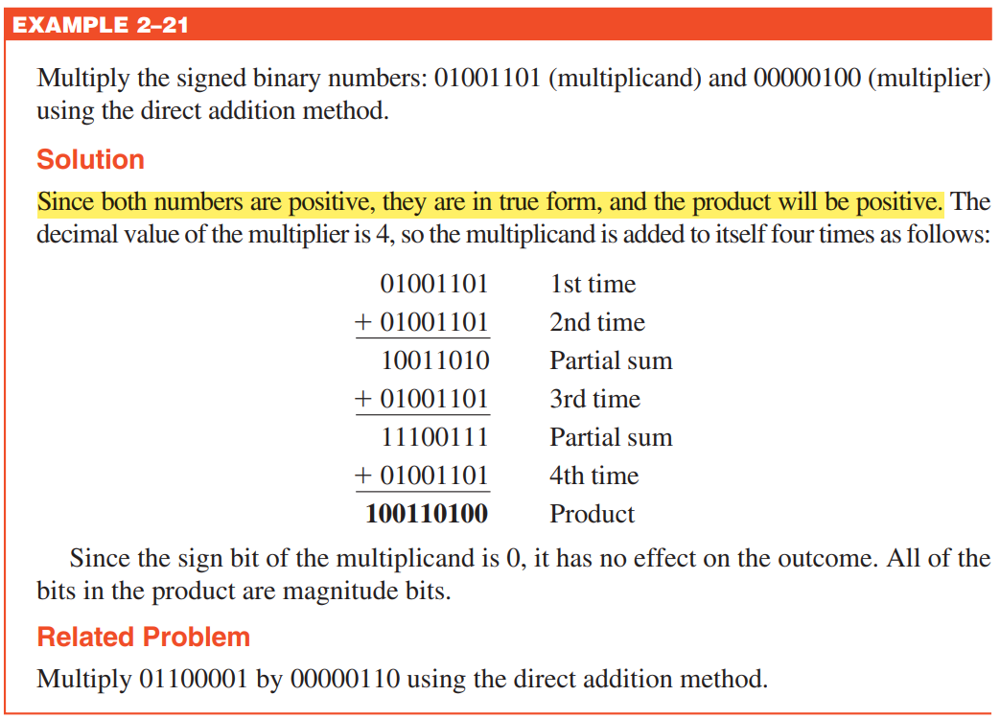 EXAMPLE 2–21
Multiply the signed binary numbers: 01001101 (multiplicand) and 00000100 (multiplier)
using the direct addition method.
Solution
Since both numbers are positive, they are in true form, and the product will be positive. The
decimal value of the multiplier is 4, so the multiplicand is added to itself four times as follows:
01001101 1st time
+ 01001101 2nd time
10011010 Partial sum
+ 01001101 3rd time
11100111 Partial sum
+ 01001101 4th time
100110100 Product
Since the sign bit of the multiplicand is 0, it has no effect on the outcome. All of the
bits in the product are magnitude bits.
Related Problem
Multiply 01100001 by 00000110 using the direct addition method.